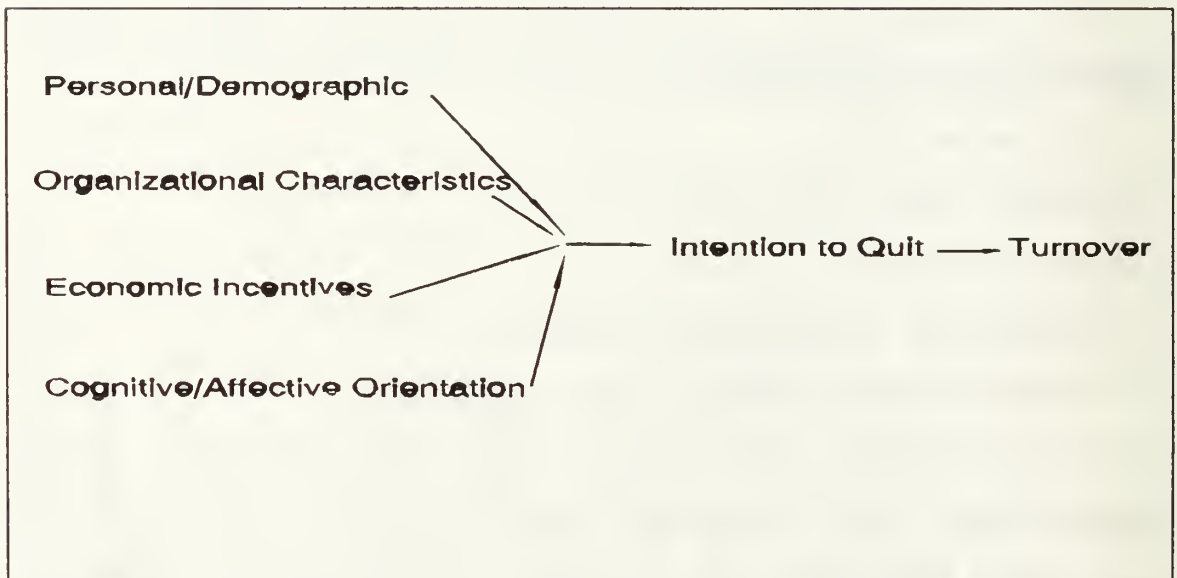 Personal/Demographic
Organizational Characteristics
Intention to Quit Turnover
Economic Incentives
Cognitive/Affective Orientation